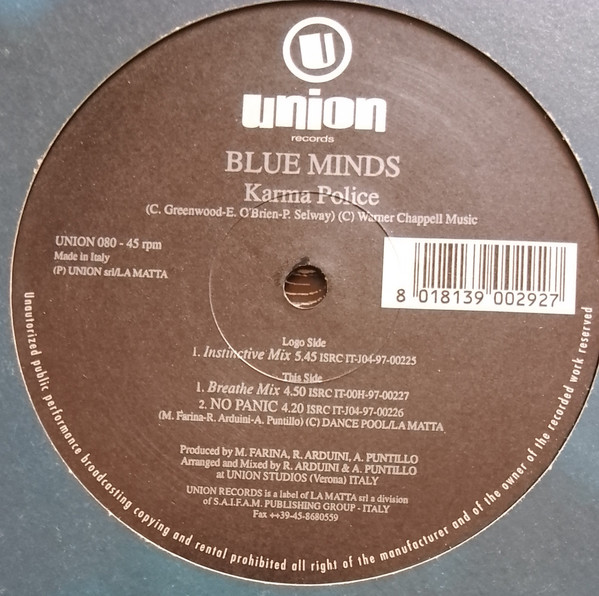 U
union
records
BLUE MINDS
Karma Police
(C. Greenwood-E. O'Brien-P. Selway) (C) Warner Chappell Music
UNION 080 - 45 rpm
Made in Italy
(P) UNION srl/LA MATTA
8 018139 002927
Logo Side
1. Instinctive Mix 5.45 ISRC IT-J04-97-00225
This Side
1. Breathe Mix 4.50 ISRC IT-00H-97-00227
2. NO PANIC 4.20 ISRC IT-J04-97-00226
(M. Farina-R. Arduini-A. Puntillo) (C) DANCE POOL/LA MATTA
Produced by M. FARINA, R. ARDUINI, A. PUNTILLO
Arranged and Mixed by R. ARDUINI & A. PUNTILLO
at UNION STUDIOS (Verona) ITALY
UNION RECORDS is a label of LA MATTA srl a division
of S.A.I.F.A.M. PUBLISHING GROUP - ITALY
Fax ++39-45-8680559
Unautorized public performance broadcasting copying and rental prohibited all right of the manufacturer and of the owner of the recorded work reserved